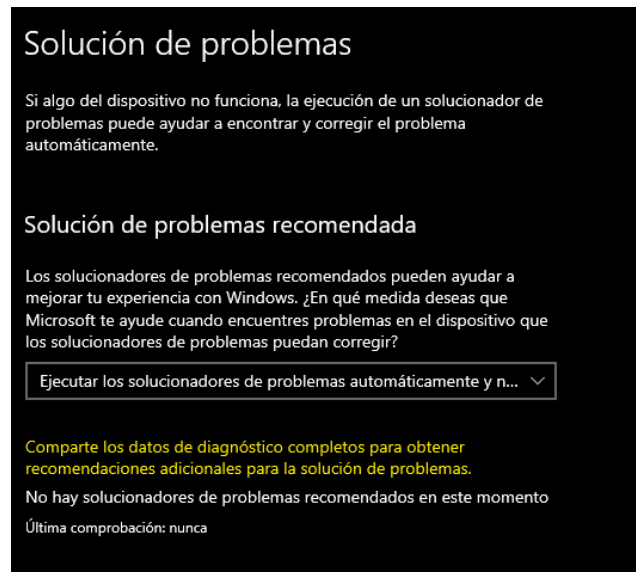 Solución de problemas
Si algo del dispositivo no funciona, la ejecución de un solucionador de
problemas puede ayudar a encontrar y corregir el problema
automáticamente.
Solución de problemas recomendada
Los solucionadores de problemas recomendados pueden ayudar a
mejorar tu experiencia con Windows. ¿En qué medida deseas que
Microsoft te ayude cuando encuentres problemas en el dispositivo que
los solucionadores de problemas puedan corregir?
Ejecutar los solucionadores de problemas automáticamente y n...
Comparte los datos de diagnóstico completos para obtener
recomendaciones adicionales para la solución de problemas.
No hay solucionadores de problemas recomendados en este momento
Última comprobación: nunca